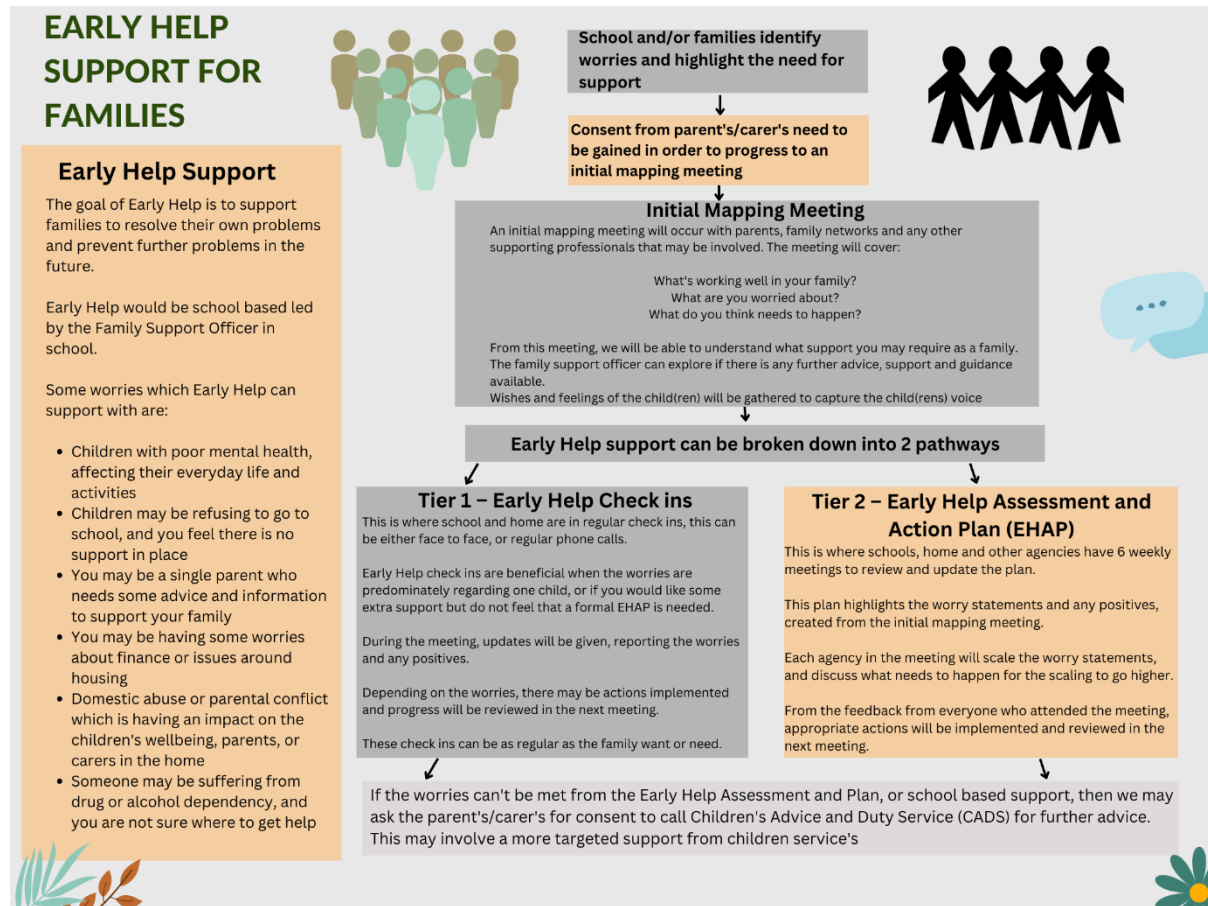 EARLY HELP
SUPPORT FOR
FAMILIES
Early Help Support
The goal of Early Help is to support
families to resolve their own problems
and prevent further problems in the
future.
Early Help would be school based led
by the Family Support Officer in
school.
Some worries which Early Help can
support with are:
• Children with poor mental health,
affecting their everyday life and
activities
• Children may be refusing to go to
school, and you feel there is no
support in place
• You may be a single parent who
needs some advice and information
to support your family
• You may be having some worries
about finance or issues around
housing
• Domestic abuse or parental conflict
which is having an impact on the
children's wellbeing, parents, or
carers in the home
• Someone may be suffering from
drug or alcohol dependency, and
you are not sure where to get help
School and/or families identify
worries and highlight the need for
support
Consent from parent's/carer's need to
be gained in order to progress to an
initial mapping meeting
Initial Mapping Meeting
An initial mapping meeting will occur with parents, family networks and any other
supporting professionals that may be involved. The meeting will cover:
What's working well in your family?
What are you worried about?
What do you think needs to happen?
From this meeting, we will be able to understand what support you may require as a family.
The family support officer can explore if there is any further advice, support and guidance
available.
Wishes and feelings of the child(ren) will be gathered to capture the child(rens) voice
Early Help support can be broken down into 2 pathways
Tier 1 – Early Help Check ins
This is where school and home are in regular check ins, this can
be either face to face, or regular phone calls.
Early Help check ins are beneficial when the worries are
predominately regarding one child, or if you would like some
extra support but do not feel that a formal EHAP is needed.
During the meeting, updates will be given, reporting the worries
and any positives.
Depending on the worries, there may be actions implemented
and progress will be reviewed in the next meeting.
These check ins can be as regular as the family want or need.
Tier 2 – Early Help Assessment and
Action Plan (EHAP)
This is where schools, home and other agencies have 6 weekly
meetings to review and update the plan.
This plan highlights the worry statements and any positives,
created from the initial mapping meeting.
Each agency in the meeting will scale the worry statements,
and discuss what needs to happen for the scaling to go higher.
From the feedback from everyone who attended the meeting,
appropriate actions will be implemented and reviewed in the
next meeting.
If the worries can't be met from the Early Help Assessment and Plan, or school based support, then we may
ask the parent's/carer's for consent to call Children's Advice and Duty Service (CADS) for further advice.
This may involve a more targeted support from children service's